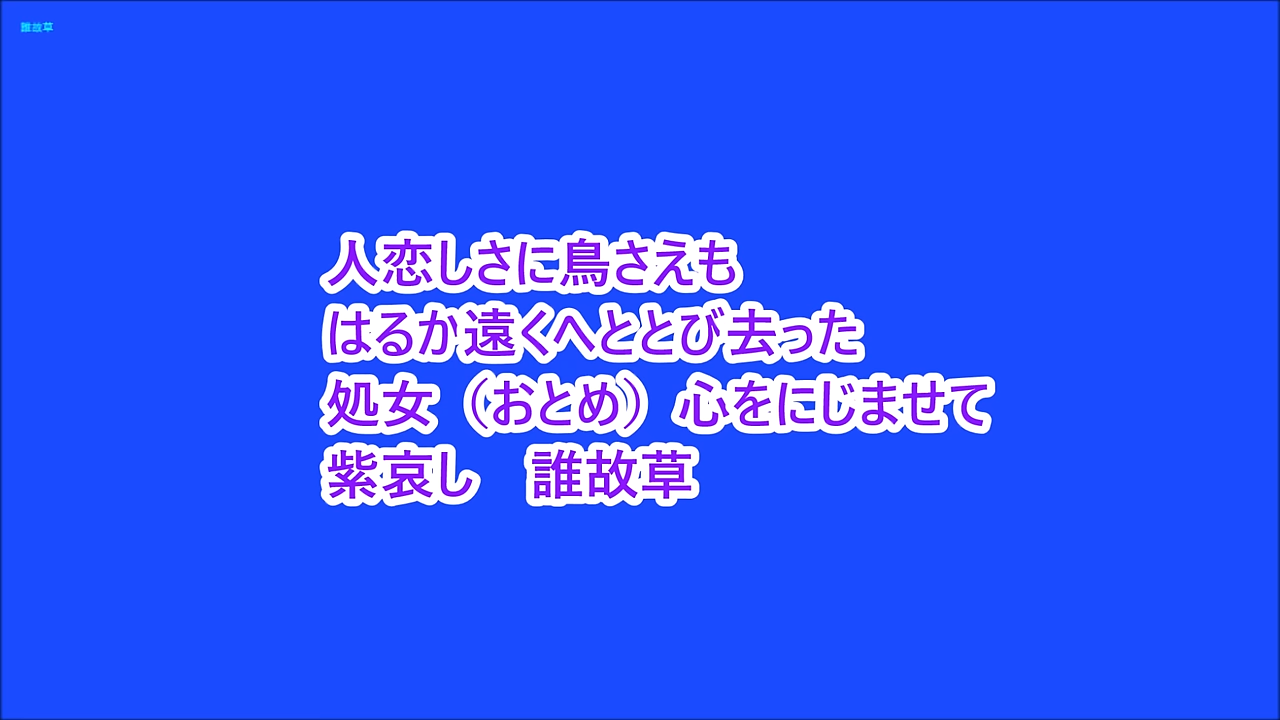 誰故草
人恋しさに鳥さえも
はるか遠くへととび去った
処女（おとめ）心をにじませて
紫哀し　誰故草